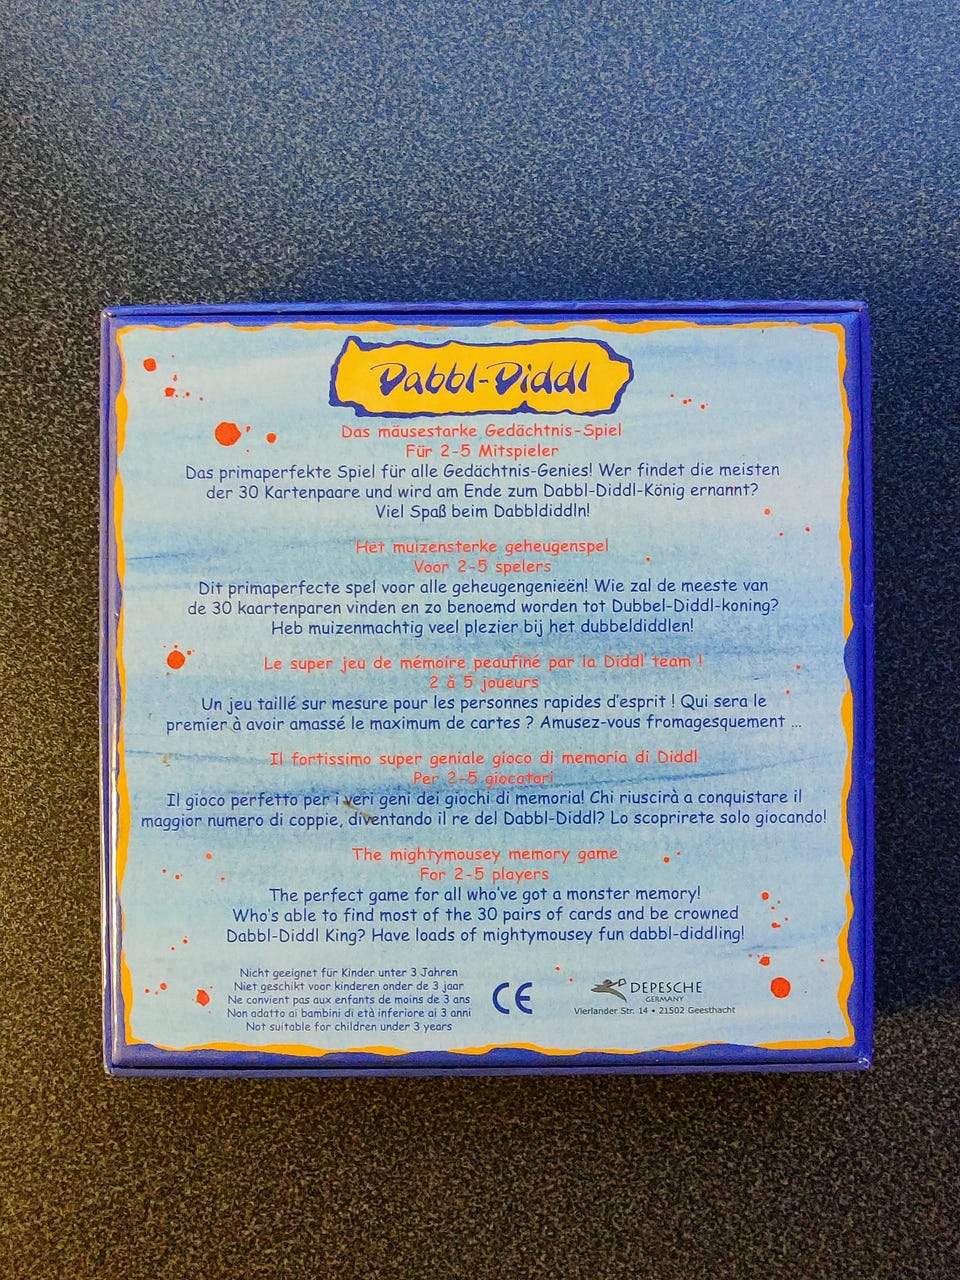 Dabbl-Diddl
Das mäusestarke Gedächtnis-Spiel
Für 2-5 Mitspieler
Das primaperfekte Spiel für alle Gedächtnis-Genies! Wer findet die meisten
der 30 Kartenpaare und wird am Ende zum Dabbl-Diddl-König ernannt?
Viel Spaß beim Dabbldiddln!
Het muizensterke geheugenspel
Voor 2-5 spelers
Dit primaperfecte spel voor alle geheugengenieën! Wie zal de meeste van
de 30 kaartenparen vinden en zo benoemd worden tot Dubbel-Diddl-koning?
Heb muizenmachtig veel plezier bij het dubbeldiddlen!
Le super jeu de mémoire peaufiné par la Diddl team !
2 à 5 joueurs
Un jeu taillé sur mesure pour les personnes rapides d'esprit ! Qui sera le
premier à avoir amassé le maximum de cartes ? Amusez-vous fromagesquement ...
Il fortissimo super geniale gioco di memoria di Diddl
Per 2-5 giocatori
Il gioco perfetto per i veri geni dei giochi di memoria! Chi riuscirà a conquistare il
maggior numero di coppie, diventando il re del Dabbl-Diddl? Lo scoprirete solo giocando!
The mightymousey memory game
For 2-5 players
The perfect game for all who've got a monster memory!
Who's able to find most of the 30 pairs of cards and be crowned
Dabbl-Diddl King? Have loads of mightymousey fun dabbl-diddling!
Nicht geeignet für Kinder unter 3 Jahren
Niet geschikt voor kinderen onder de 3 jaar
Ne convient pas aux enfants de moins de 3 ans
Non adatto ai bambini di età inferiore ai 3 anni
Not suitable for children under 3 years
CE
DEPESCHE
GERMANY
Vierlander Str. 14 • 21502 Geesthacht